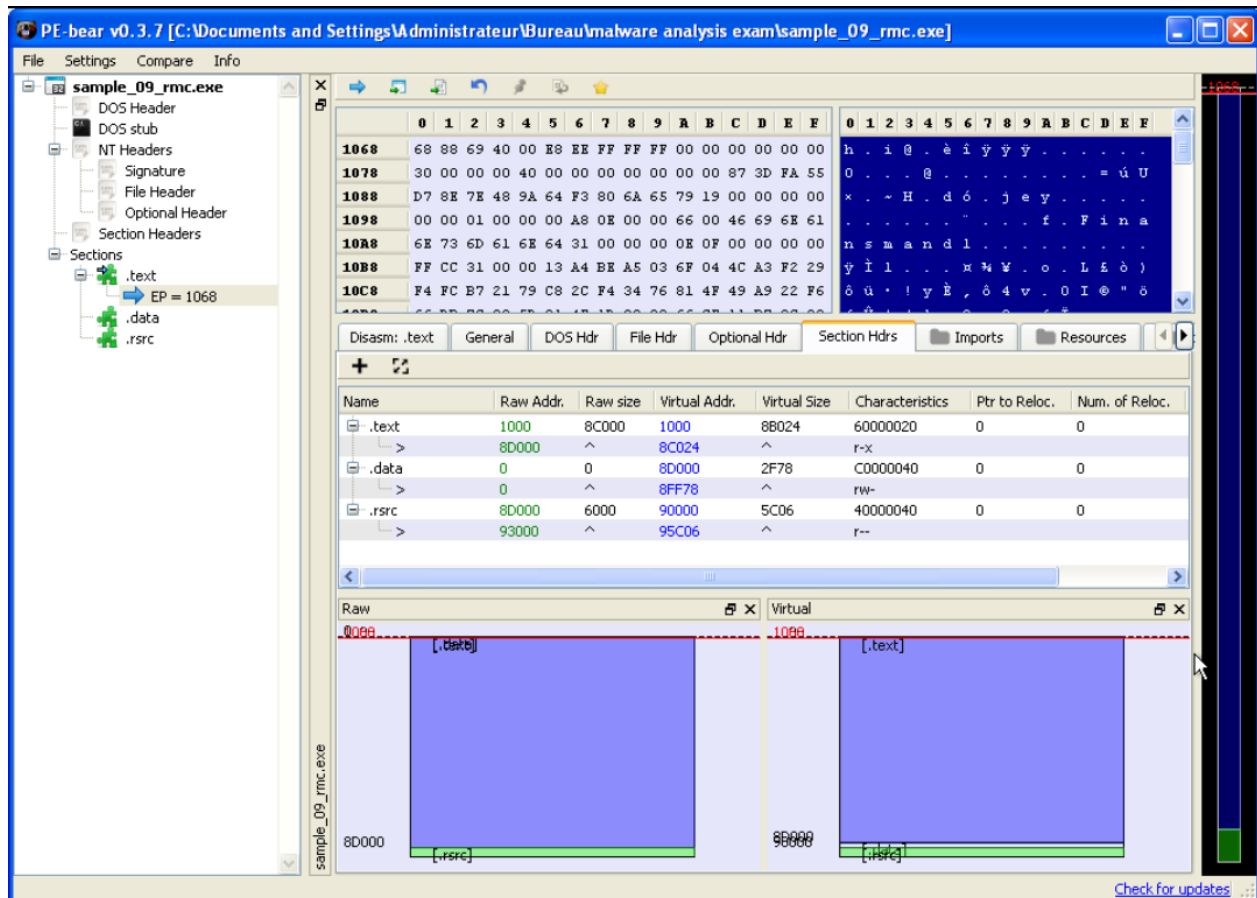 PE-bear v0.3.7 [C:\Documents and Settings\Administrateur\Bureau\malware analysis exam\sample_09_rmc.exe]
File Settings Compare Info
sample_09_rmc.exe
DOS Header
DOS stub
NT Headers
Signature
File Header
Optional Header
Section Headers
Sections
.text
EP = 1068
.data
.rsrc
0 1 2 3 4 5 6 7 8 9 A B C D E F 0 1 2 3 4 5 6 7 8 9 A B C D E F
1068 68 88 69 40 00 E8 EE FF FF FF 00 00 00 00 00 00 h . i @ . è î ÿ ÿ ÿ . . . . . .
1078 30 00 00 00 40 00 00 00 00 00 00 00 87 3D FA 55 0 . . . @ . . . . . . . . = ú U
1088 D7 8E 7E 48 9A 64 F3 80 6A 65 79 19 00 00 00 00 × . ~ H . d ó . j e y . . . . .
1098 00 00 01 00 00 00 A8 0E 00 00 66 00 46 69 6E 61 . . . . . . ¨ . . . f . F i n a
10A8 6E 73 6D 61 6E 64 31 00 00 00 0E 0F 00 00 00 00 n s m a n d l . . . . . . . . .
10B8 FF CC 31 00 00 13 A4 BE A5 03 6F 04 4C A3 F2 29 ÿ Ì l . . . ¤ ¾ ¥ . o . L £ ò )
10C8 F4 FC B7 21 79 C8 2C F4 34 76 81 4F 49 A9 22 F6 ô ü · ! y È , ô 4 v . O I © " ö
Disasm: .text General DOS Hdr File Hdr Optional Hdr Section Hdrs Imports Resources
Name Raw Addr. Raw size Virtual Addr. Virtual Size Characteristics Ptr to Reloc. Num. of Reloc.
.text 1000 8C000 1000 8B024 60000020 0 0
> 8D000 ^ 8C024 ^ r-x
.data 0 0 8D000 2F78 C0000040 0 0
> 0 ^ 8FF78 ^ rw-
.rsrc 8D000 6000 90000 5C06 40000040 0 0
> 93000 ^ 95C06 ^ r--
Raw
Virtual
[.text]
8D000
[.rsrc]
sample_09_rmc.exe
1068
Check for updates